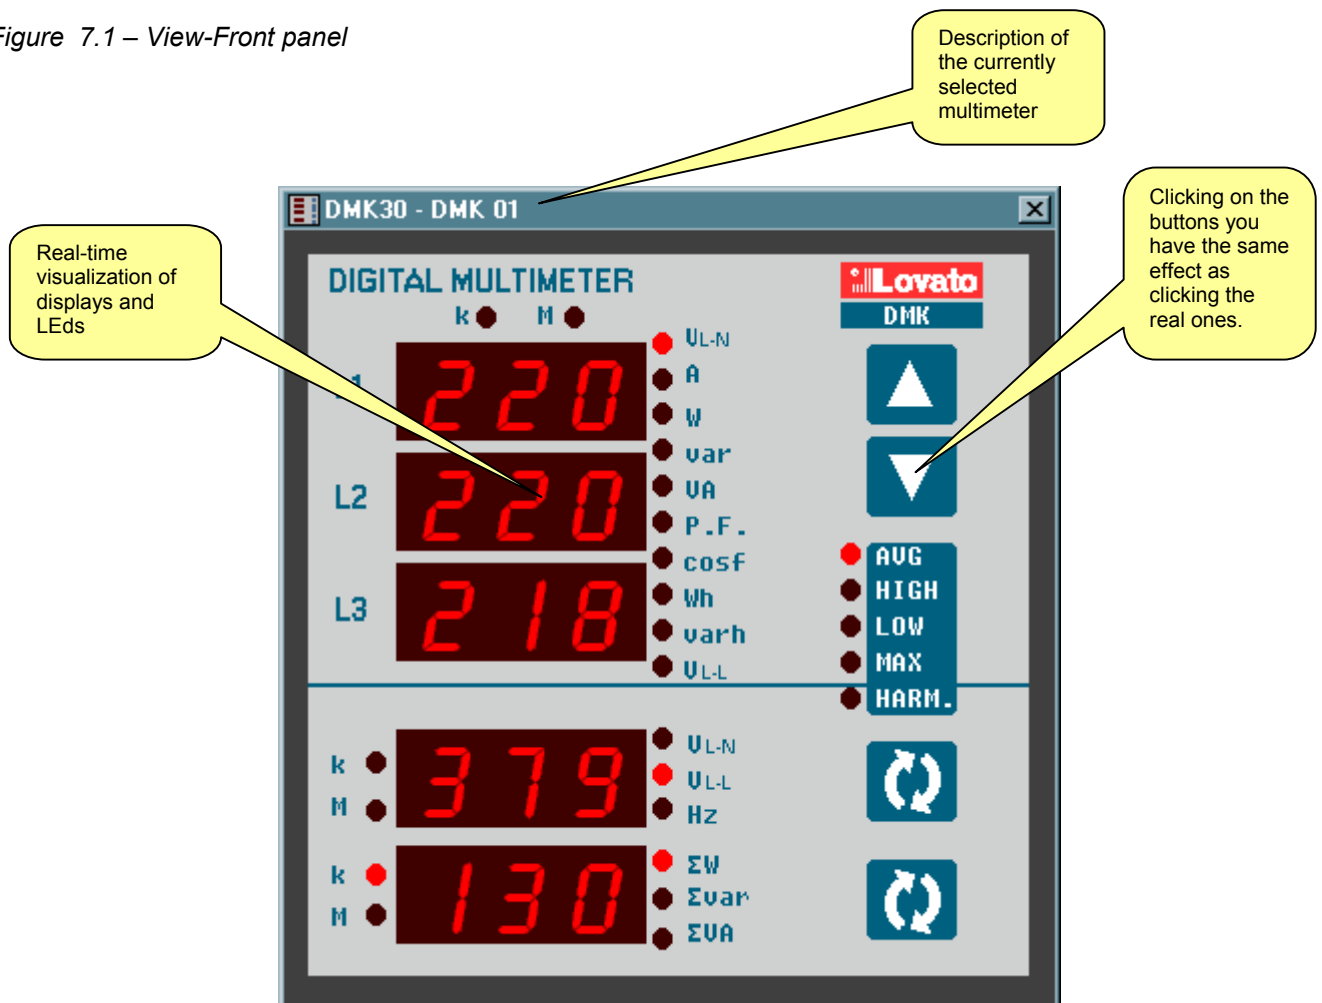 Figure 7.1 – View-Front panel
Description of
the currently
selected
multimeter
Clicking on the
buttons you
have the same
effect as
clicking the
real ones.
Real-time
visualization of
displays and
LEds
DMK30 - DMK 01
DIGITAL MULTIMETER
Lovato
DMK
k M
220
L2
220
L3
218
VL-N
A
W
var
VA
P.F.
cosf
Wh
varh
VL-L
AVG
HIGH
LOW
MAX
HARM.
k
M
379
VL-N
VL-L
Hz
k
M
130
ΣW
Σvar
ΣVA